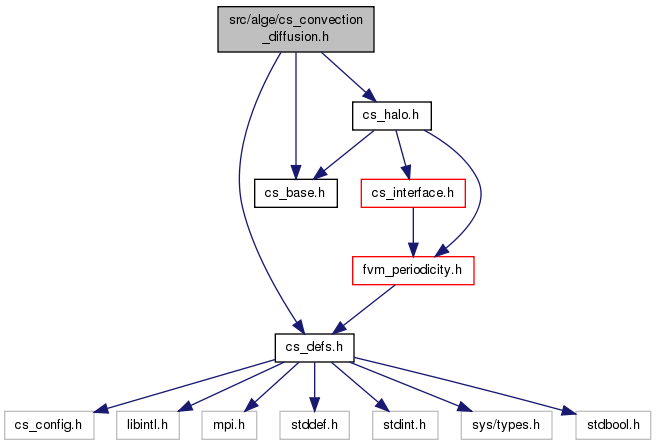 src/alge/cs_convection
_diffusion.h
cs_halo.h
cs_base.h
cs_interface.h
fvm_periodicity.h
cs_defs.h
cs_config.h
libintl.h
mpi.h
stddef.h
stdint.h
sys/types.h
stdbool.h